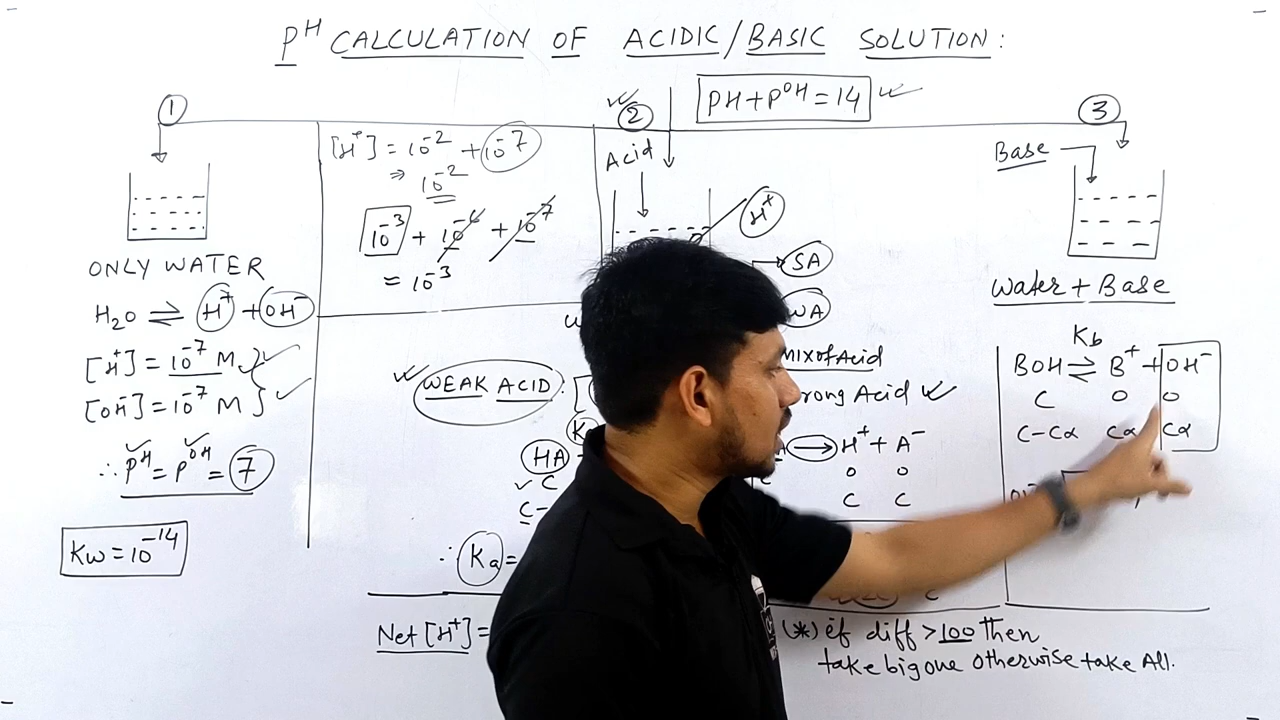 PH CALCULATION OF ACIDIC/BASIC SOLUTION:
PH+POH=14
1
ONLY WATER
H2O ⇌ H+ + OH-
[H+] = 10^-7 M
[OH-] = 10^-7 M
∴ PH = POH = 7
Kw = 10^-14
[H+] = 10^-2 + 10^-7
⇒ 10^-2
10^-3 + 10^-4 + 10^-7
= 10^-3
2
Acid
H+
SA
WA
WEAK ACID:
HA
C
C-
∴ Ka =
MIX of Acid
rong Acid
→ H+ + A-
0 0
C C
C
Net [H+] =
(*) if diff > 100 then
take big one otherwise take All.
3
Base
Water + Base
Kb
BOH ⇌ B+ + OH-
C 0 0
C-Cα Cα Cα